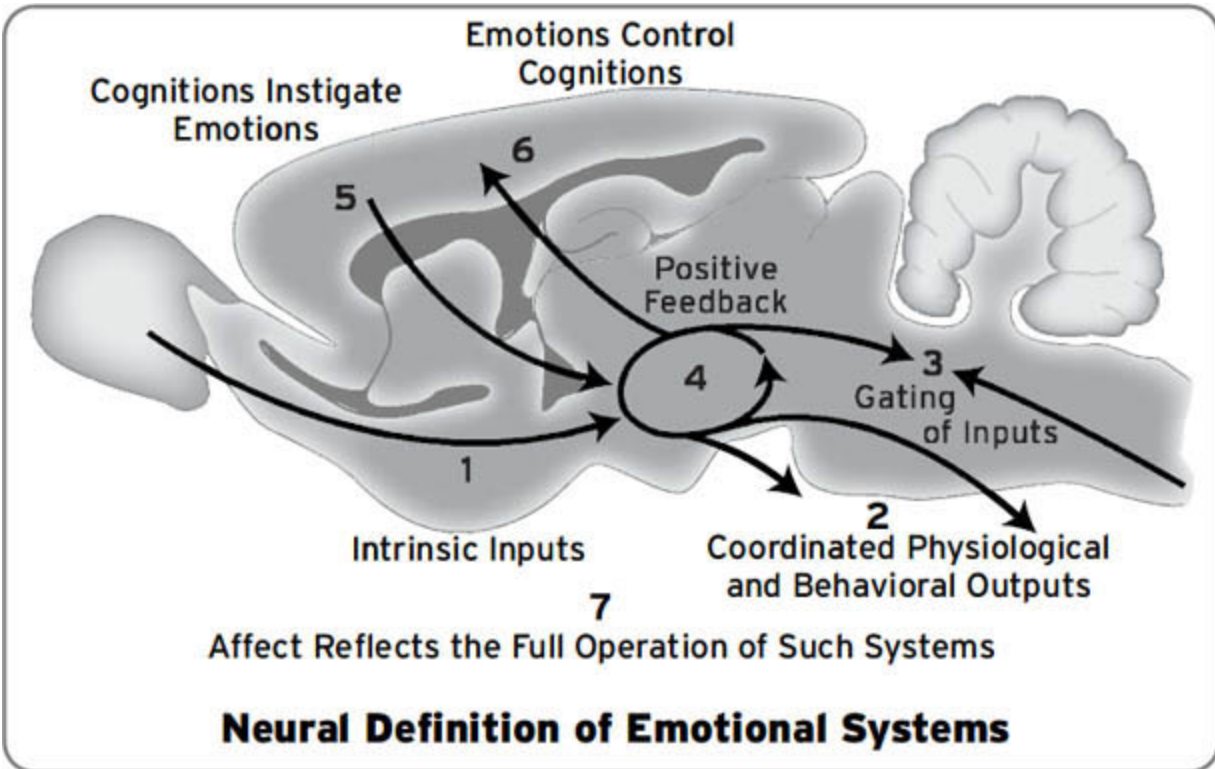 Emotions Control
Cognitions
Cognitions Instigate
Emotions
6
5
Positive
Feedback
4
3
Gating
of Inputs
1
2
Intrinsic Inputs
Coordinated Physiological
and Behavioral Outputs
7
Affect Reflects the Full Operation of Such Systems
Neural Definition of Emotional Systems